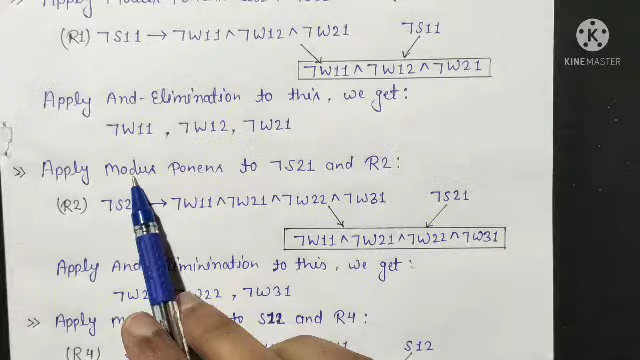 (R1) ¬S11 → ¬W11 ∧ ¬W12 ∧ ¬W21 ¬S11
¬W11 ∧ ¬W12 ∧ ¬W21
Apply And-Elimination to this, we get:
¬W11 , ¬W12, ¬W21
» Apply Modus Ponens to ¬S21 and R2:
(R2) ¬S2 → ¬W11 ∧ ¬W21 ∧ ¬W22 ∧ ¬W31 ¬S21
¬W11 ∧ ¬W21 ∧ ¬W22 ∧ ¬W31
Apply And to this, we get:
¬W22 , ¬W31
» Apply to S12 and R4:
(R4) S12
KINEMASTER